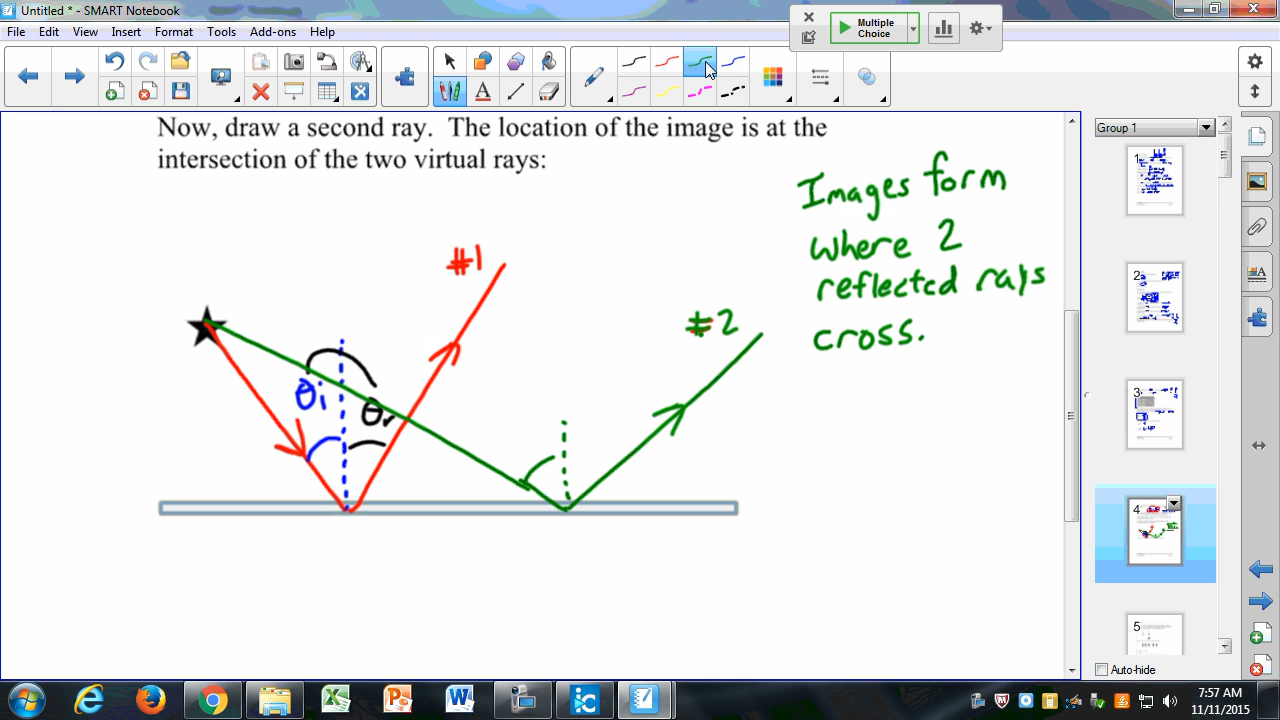 Untitled * - SMART Notebook
Multiple
Choice
File Edit View Insert Format Tools Add-ons Help
Now, draw a second ray. The location of the image is at the
intersection of the two virtual rays:
Images form
where 2
reflected rays
cross.
#1
#2
θi
θr
Group 1
1
2
3
4
5
Auto-hide
7:57 AM
11/11/2015